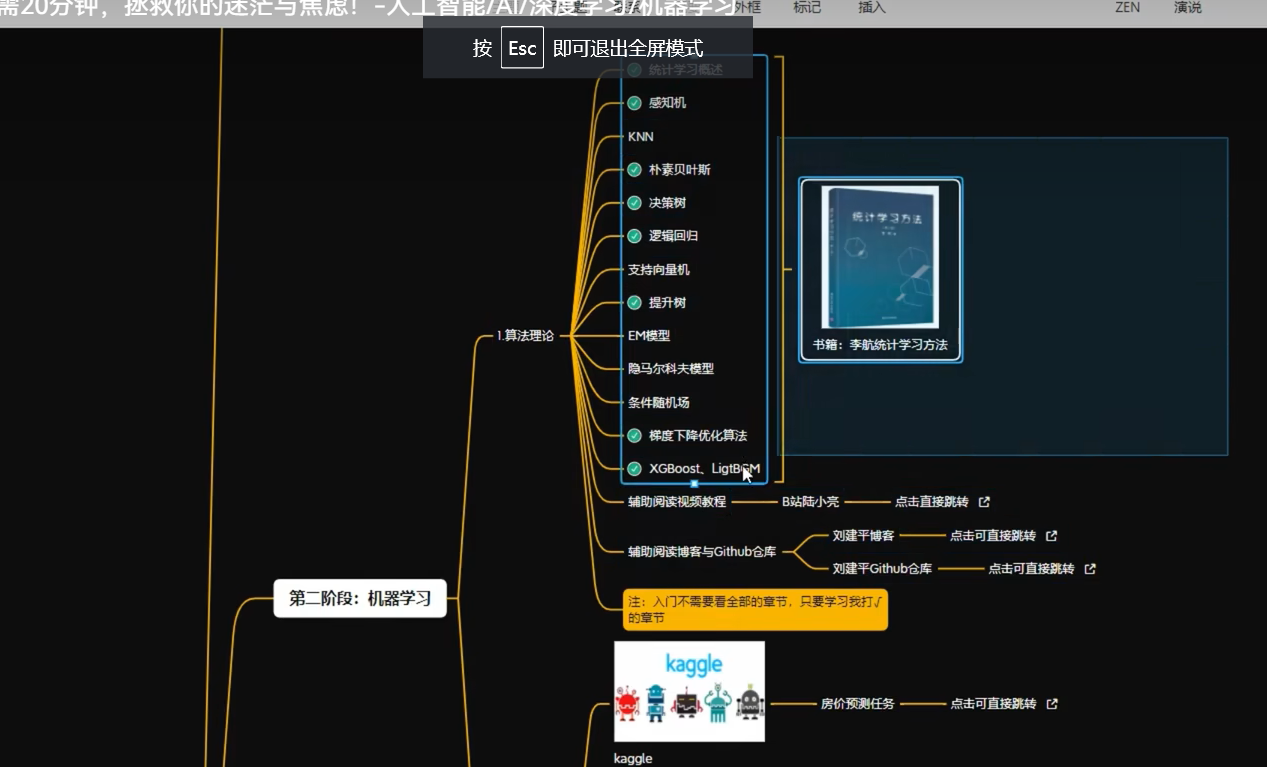 需20分钟，拯救你的迷茫与焦虑！-人工智能/AI/深度学习/机器学习
外框
标记
插入
ZEN
演说
按 Esc 即可退出全屏模式
统计学习概述
感知机
KNN
朴素贝叶斯
决策树
逻辑回归
支持向量机
提升树
EM模型
隐马尔科夫模型
条件随机场
梯度下降优化算法
XGBoost、LigtBGM
1.算法理论
统计学习方法
书籍：李航统计学习方法
辅助阅读视频教程
B站陆小亮
点击直接跳转
辅助阅读博客与Github仓库
刘建平博客
点击可直接跳转
刘建平Github仓库
点击可直接跳转
注：入门不需要看全部的章节，只要学习我打√
的章节
第二阶段：机器学习
kaggle
房价预测任务
点击可直接跳转
kaggle